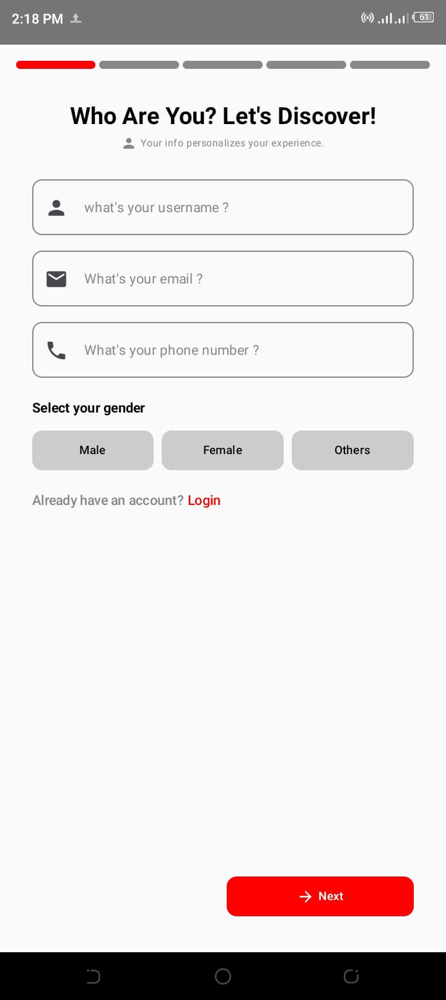 2:18 PM
61
Who Are You? Let's Discover!
Your info personalizes your experience.
what's your username ?
What's your email ?
What's your phone number ?
Select your gender
Male
Female
Others
Already have an account? Login
Next